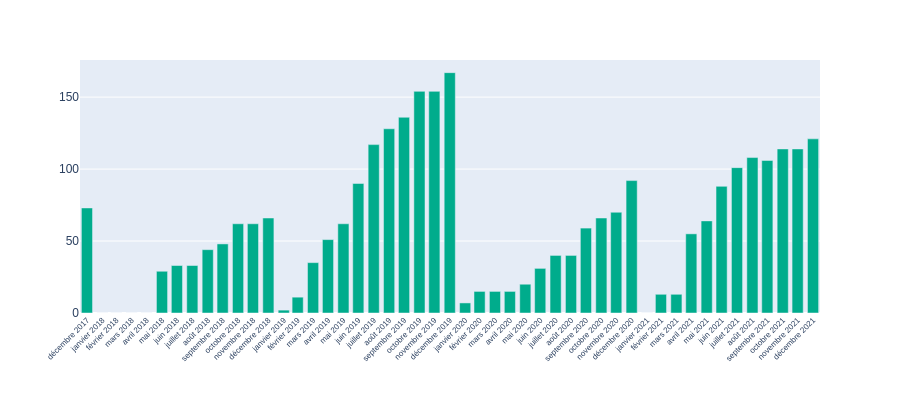 150
100
50
0
décembre 2017
janvier 2018
février 2018
mars 2018
avril 2018
mai 2018
juin 2018
juillet 2018
août 2018
septembre 2018
octobre 2018
novembre 2018
décembre 2018
janvier 2019
février 2019
mars 2019
avril 2019
mai 2019
juin 2019
juillet 2019
août 2019
septembre 2019
octobre 2019
novembre 2019
décembre 2019
janvier 2020
février 2020
mars 2020
avril 2020
mai 2020
juin 2020
juillet 2020
août 2020
septembre 2020
octobre 2020
novembre 2020
décembre 2020
janvier 2021
février 2021
mars 2021
avril 2021
mai 2021
juin 2021
juillet 2021
août 2021
septembre 2021
octobre 2021
novembre 2021
décembre 2021